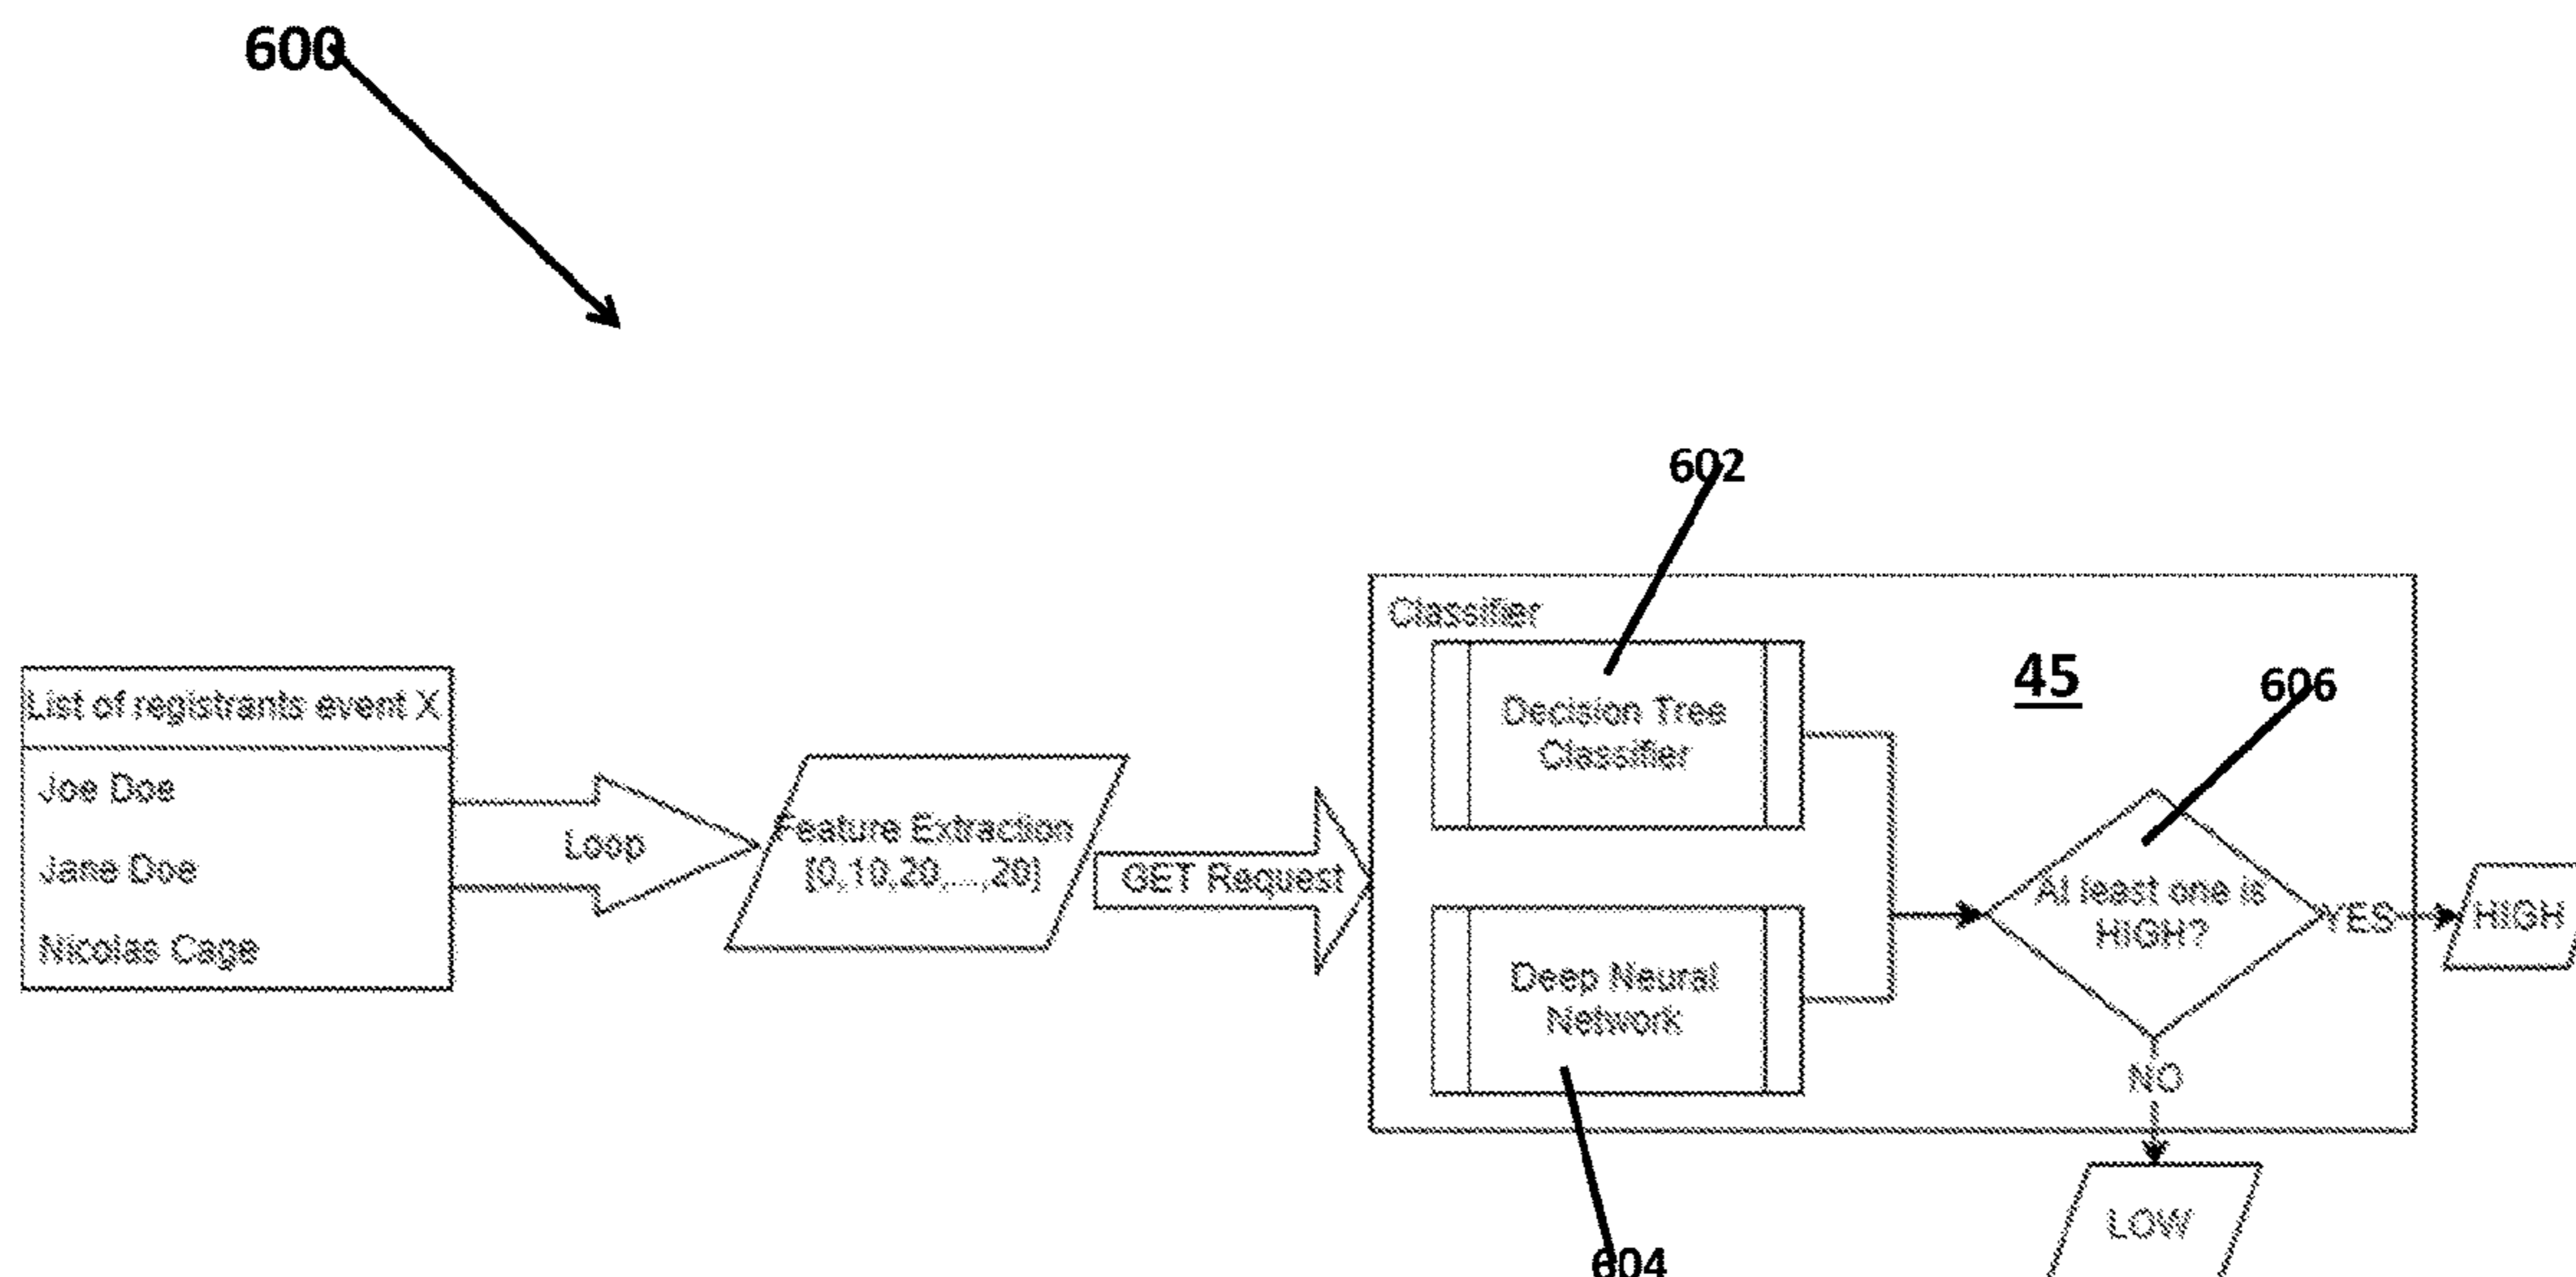 600
602
Classifier
45
606
List of registrants event X
Decision Tree
Classifier
Joe Doe
Loop
Feature Extraction
[0,10,20,...,20]
Jane Doe
GET Request
At least one is
HIGH?
YES
HIGH
Nicolas Cage
Deep Neural
Network
NO
LOW
604